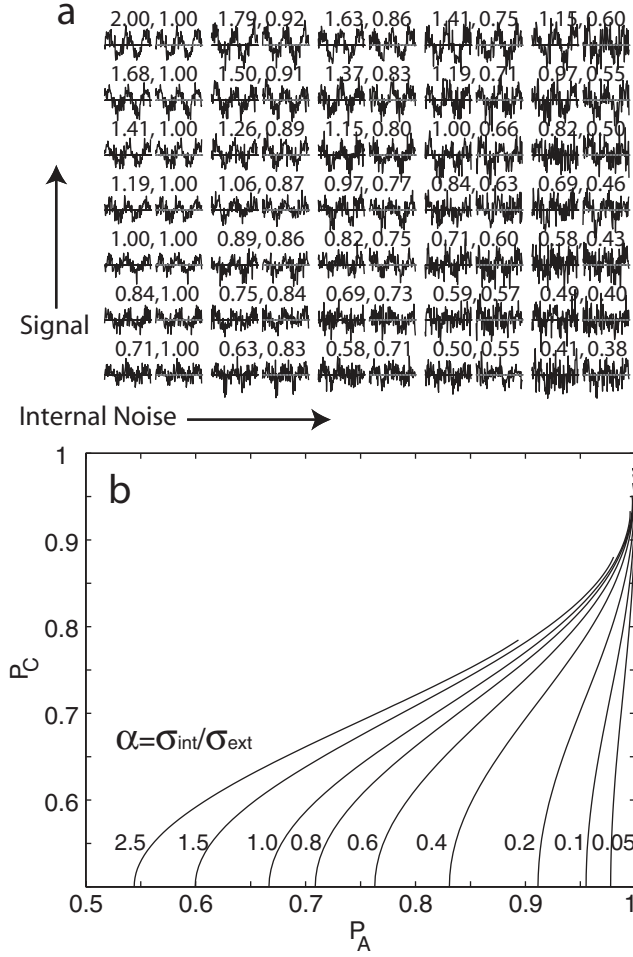 a
2.00, 1.00 1.79, 0.92 1.63, 0.86 1.41, 0.75 1.15, 0.60
1.68, 1.00 1.50, 0.91 1.37, 0.83 1.19, 0.71 0.97, 0.55
1.41, 1.00 1.26, 0.89 1.15, 0.80 1.00, 0.66 0.82, 0.50
1.19, 1.00 1.06, 0.87 0.97, 0.77 0.84, 0.63 0.69, 0.46
1.00, 1.00 0.89, 0.86 0.82, 0.75 0.71, 0.60 0.58, 0.43
0.84, 1.00 0.75, 0.84 0.69, 0.73 0.59, 0.57 0.49, 0.40
0.71, 1.00 0.63, 0.83 0.58, 0.71 0.50, 0.55 0.41, 0.38
Signal
Internal Noise
b
1
0.9
0.8
0.7
0.6
P_C
α=σ_int/σ_ext
2.5 1.5 1.0 0.8 0.6 0.4 0.2 0.1 0.05
0.5 0.6 0.7 0.8 0.9 1
P_A